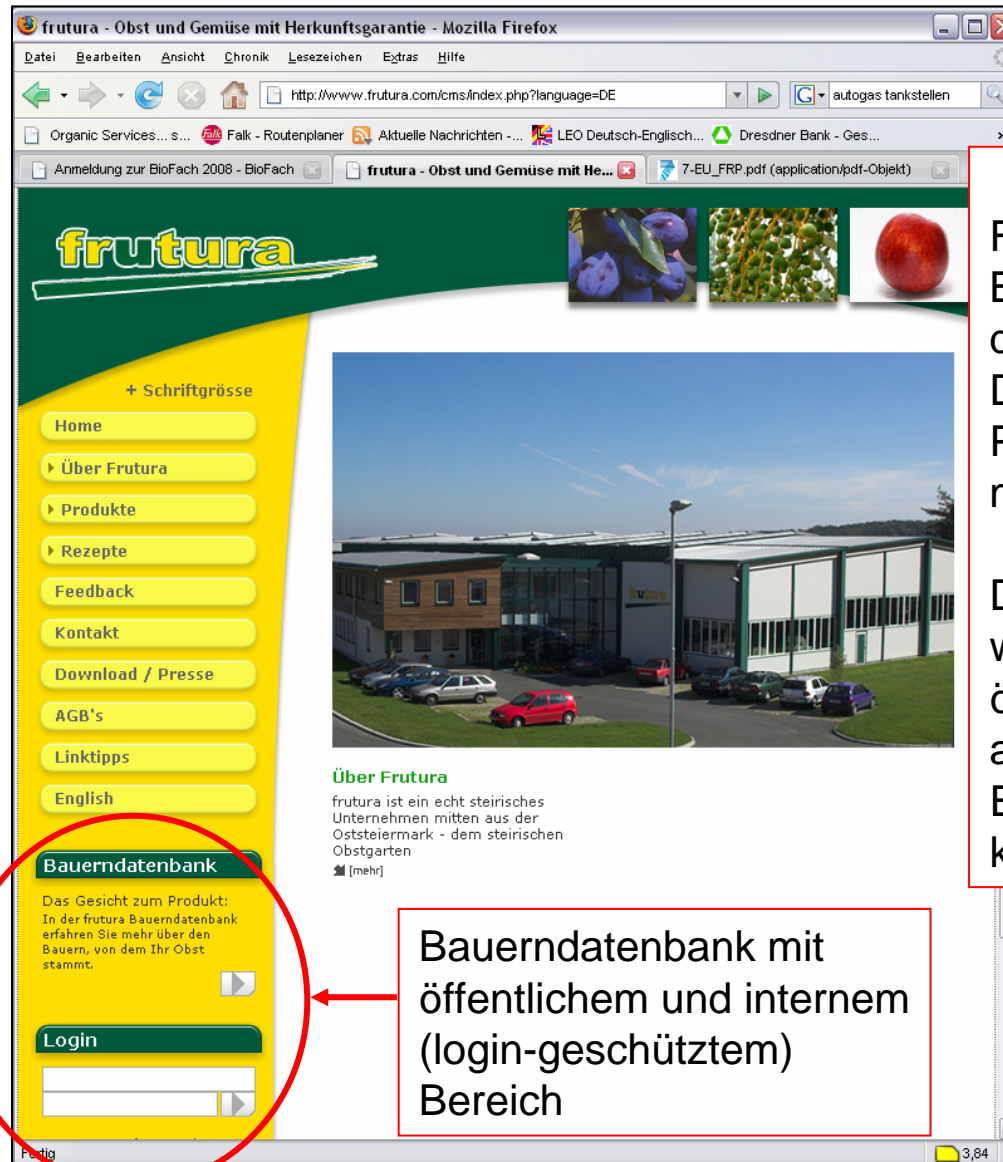 frutura - Obst und Gemüse mit Herkunftsgarantie - Mozilla Firefox
Datei Bearbeiten Ansicht Chronik Lesezeichen Extras Hilfe
http://www.frutura.com/cms/index.php?language=DE
G autogas tankstellen
Organic Services... s... Falk - Routenplaner Aktuelle Nachrichten -... LEO Deutsch-Englisch... Dresdner Bank - Ges...
Anmeldung zur BioFach 2008 - BioFach frutura - Obst und Gemüse mit He... 7-EU_FRP.pdf (application/pdf-Objekt)
frutura
+ Schriftgrösse
Home
Über Frutura
Produkte
Rezepte
Feedback
Kontakt
Download / Presse
AGB's
Linktipps
English
frutura
Über Frutura
frutura ist ein echt steirisches
Unternehmen mitten aus der
Oststeiermark - dem steirischen
Obstgarten
[mehr]
Bauerndatenbank
Das Gesicht zum Produkt:
In der frutura Bauerndatenbank
erfahren Sie mehr über den
Bauern, von dem Ihr Obst
stammt.
Login
Bauerndatenbank mit
öffentlichem und internem
(login-geschütztem)
Bereich
Fertig
3,84